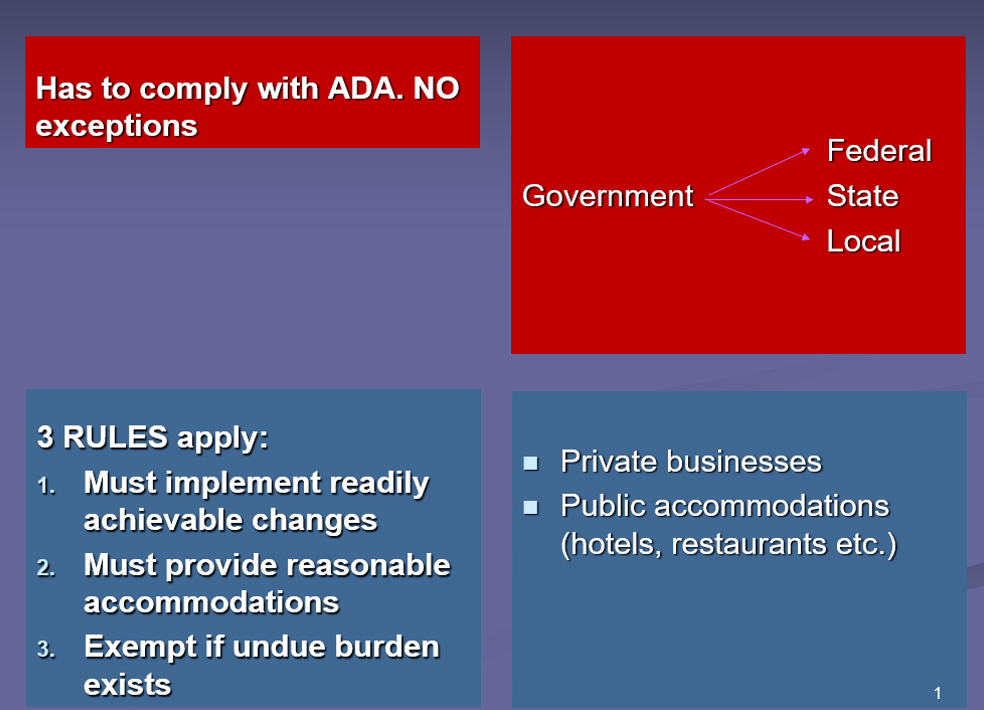 Has to comply with ADA. NO
exceptions
Government
Federal
State
Local
3 RULES apply:
1. Must implement readily
achievable changes
2. Must provide reasonable
accommodations
3. Exempt if undue burden
exists
Private businesses
Public accommodations
(hotels, restaurants etc.)
1